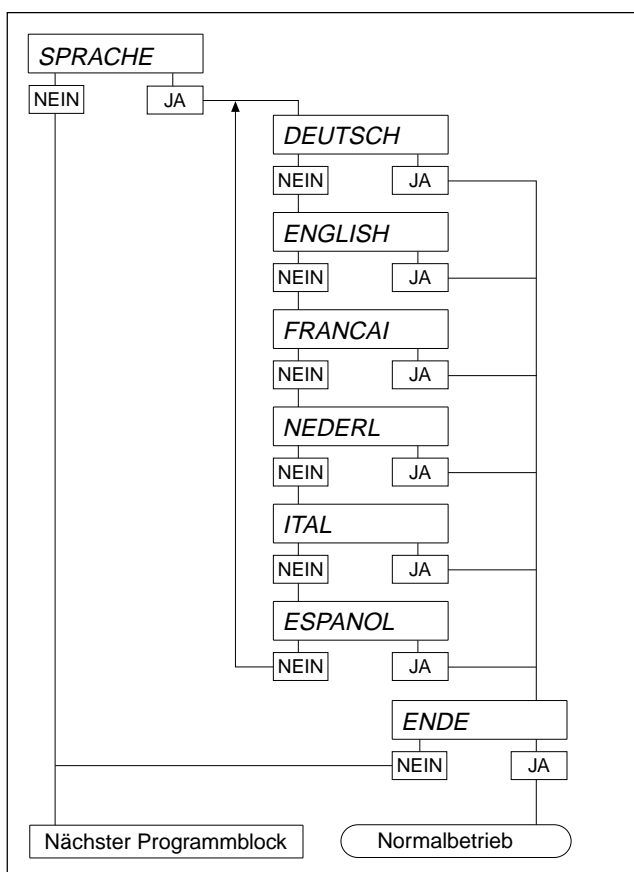 SPRACHE
NEIN JA
DEUTSCH
NEIN JA
ENGLISH
NEIN JA
FRANCAI
NEIN JA
NEDERL
NEIN JA
ITAL
NEIN JA
ESPANOL
NEIN JA
ENDE
NEIN JA
Nächster Programmblock Normalbetrieb